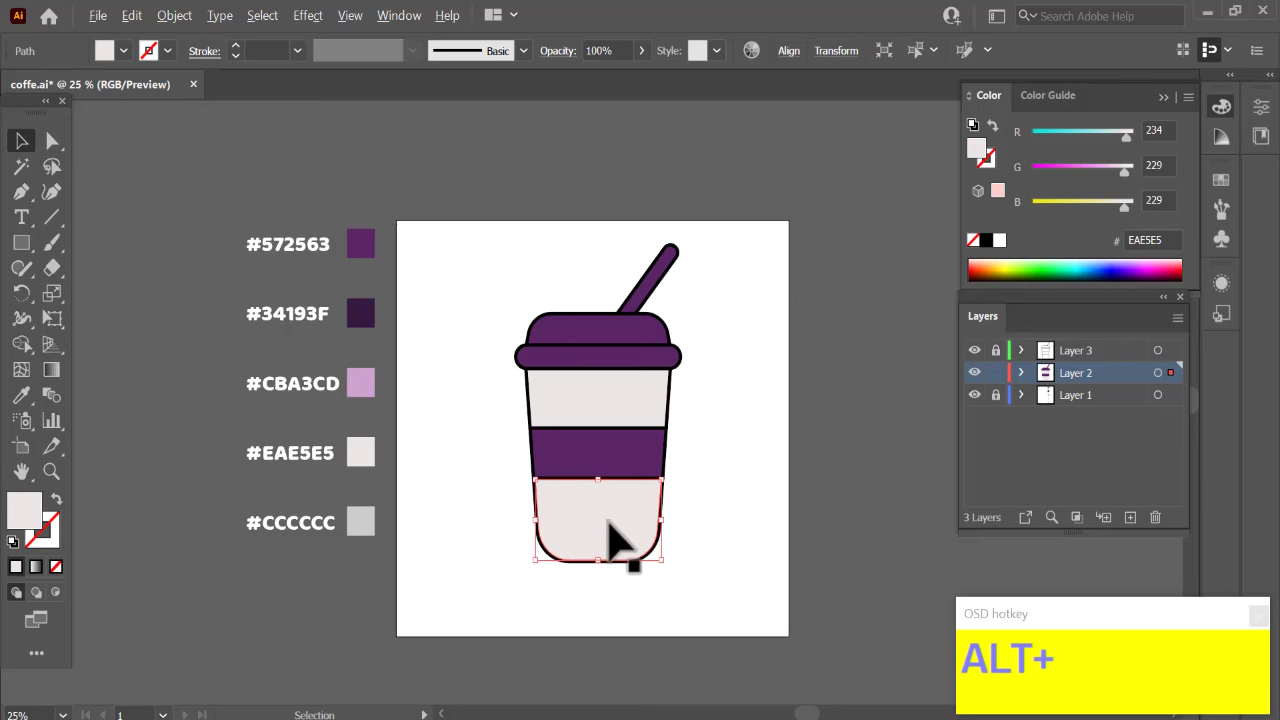 Ai File Edit Object Type Select Effect View Window Help Search Adobe Help
Path Stroke: Basic Opacity: 100% Style: Align Transform
coffe.ai* @ 25 % (RGB/Preview)
Color Color Guide
R 234
G 229
B 229
# EAE5E5
#572563
#34193F
#CBA3CD
#EAE5E5
#CCCCCC
Layers
Layer 3
Layer 2
Layer 1
3 Layers
OSD hotkey
ALT+
25% 1 Selection